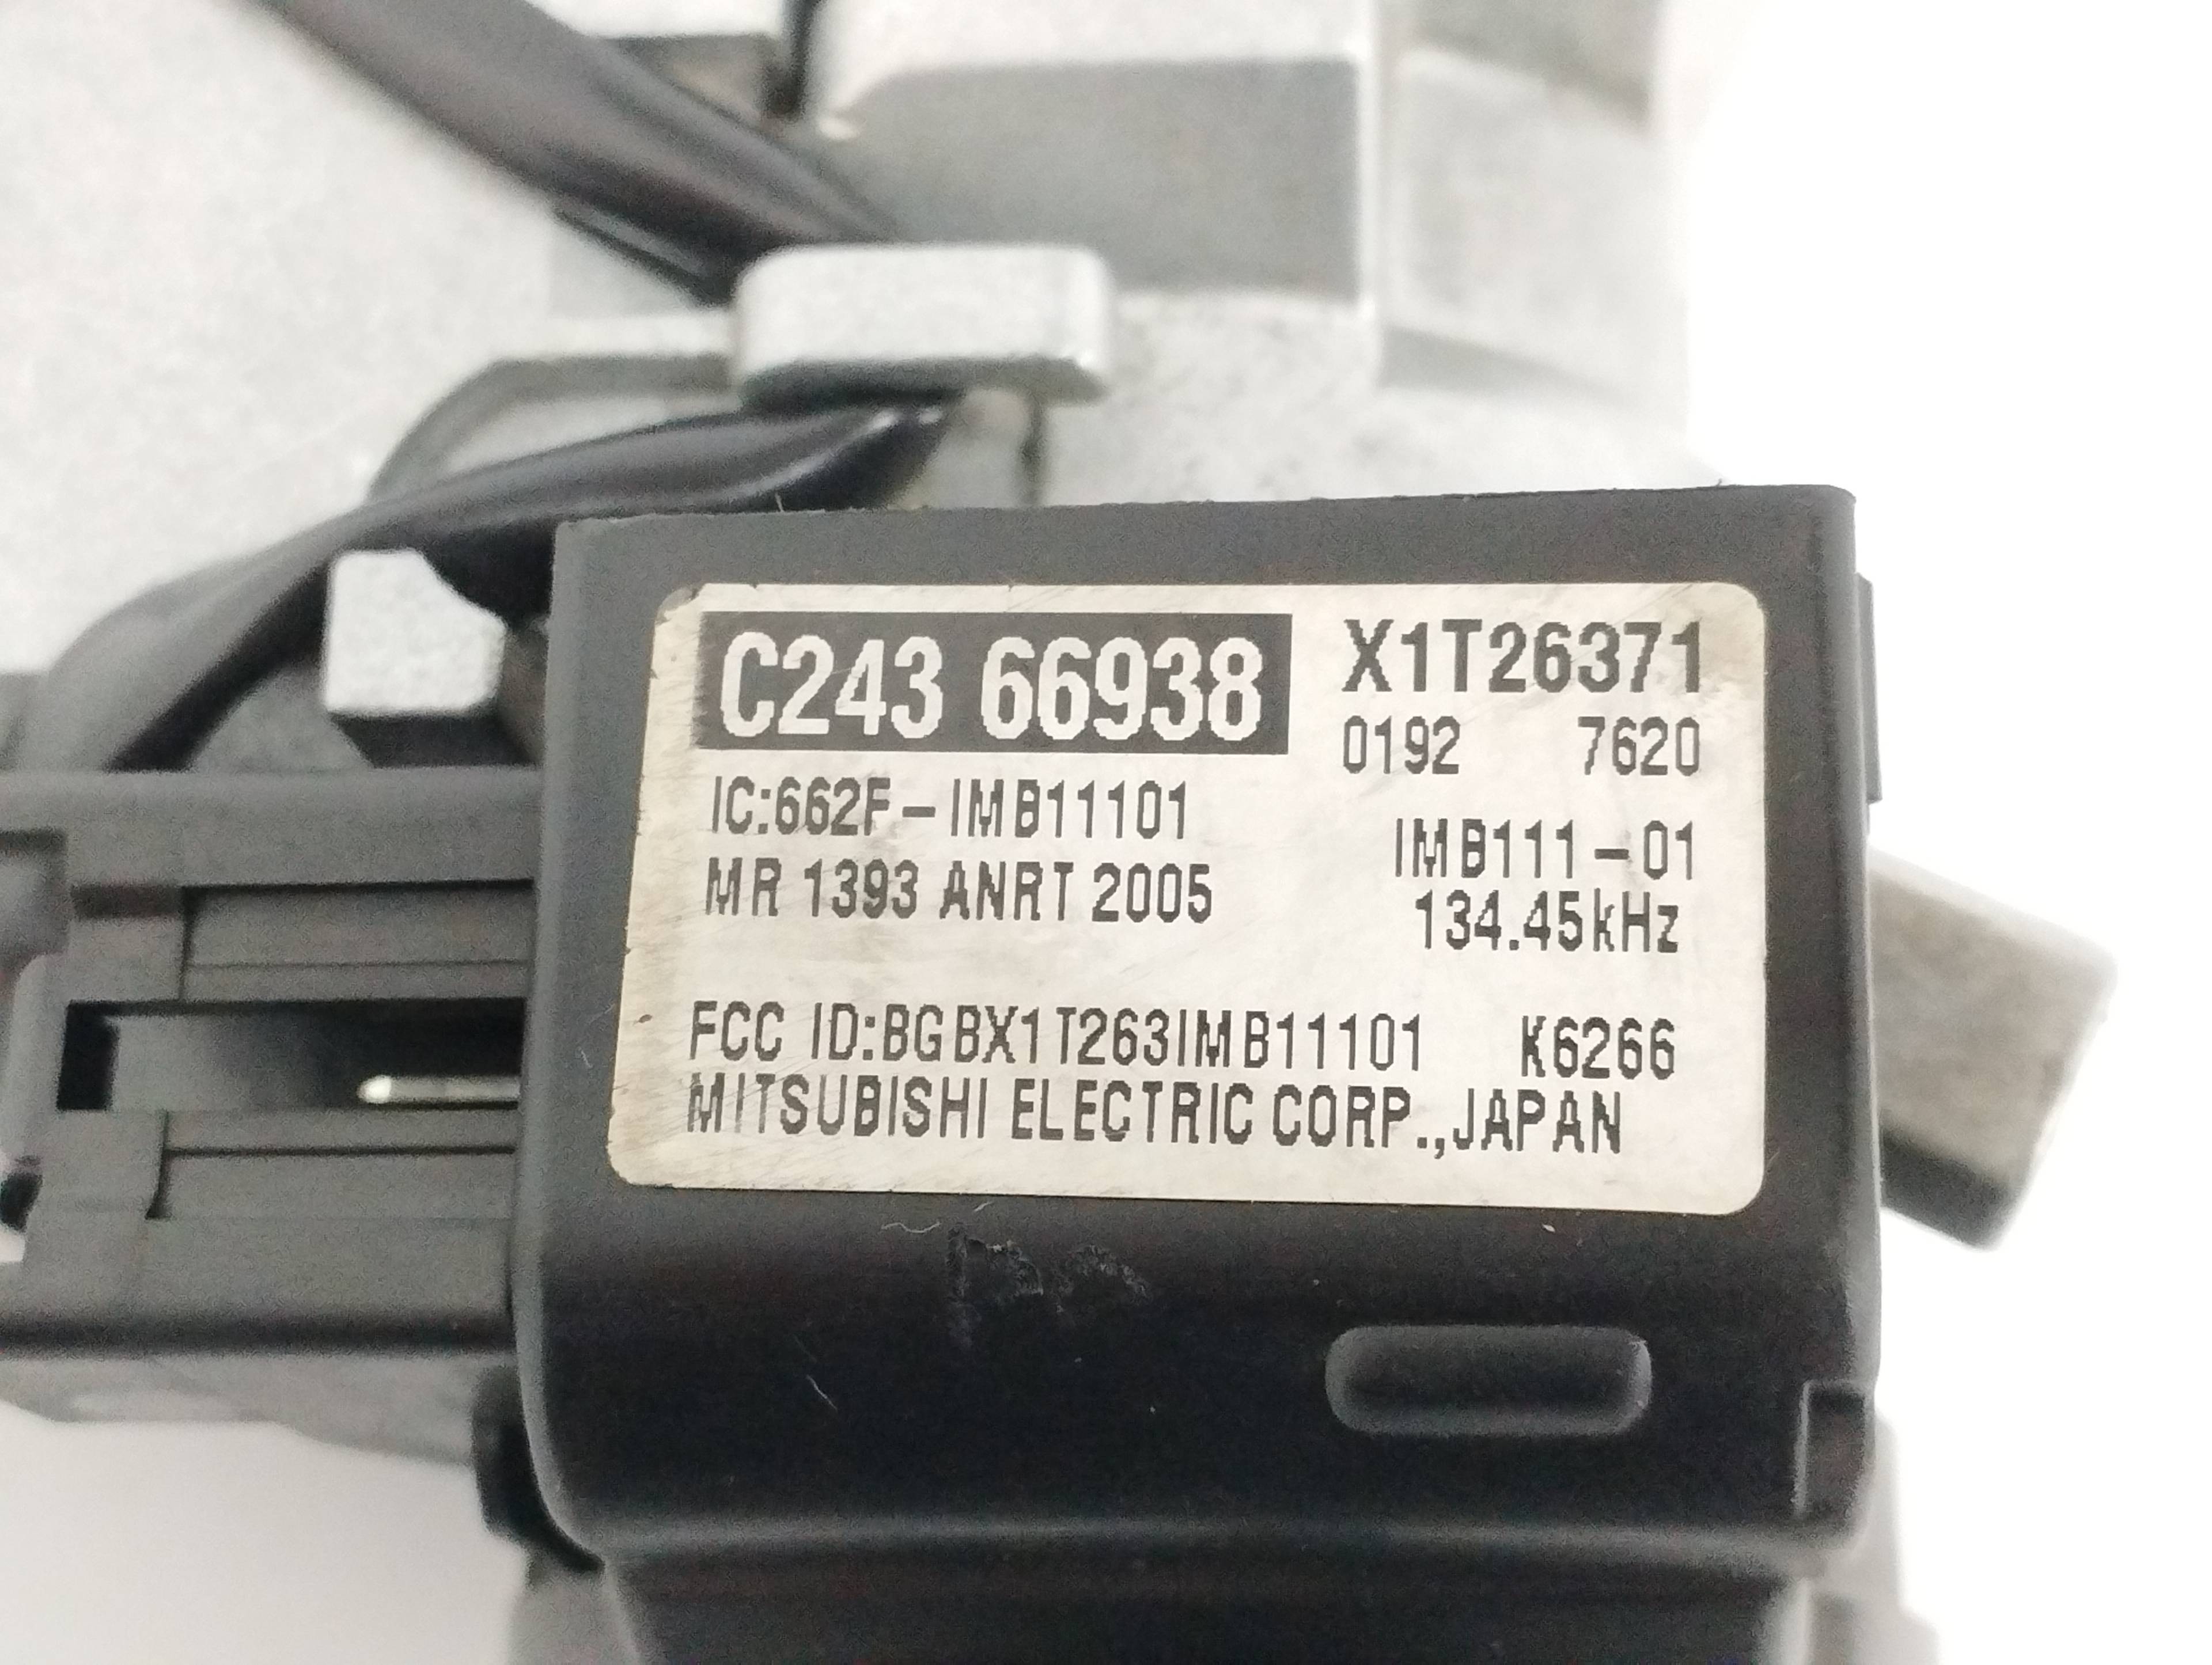 C243 66938 X1T26371
0192 7620
IC:662F-IMB11101
IMB111-01
MR 1393 ANRT 2005
134.45kHz
FCC ID:BGBX1T263IMB11101 K6266
MITSUBISHI ELECTRIC CORP.,JAPAN